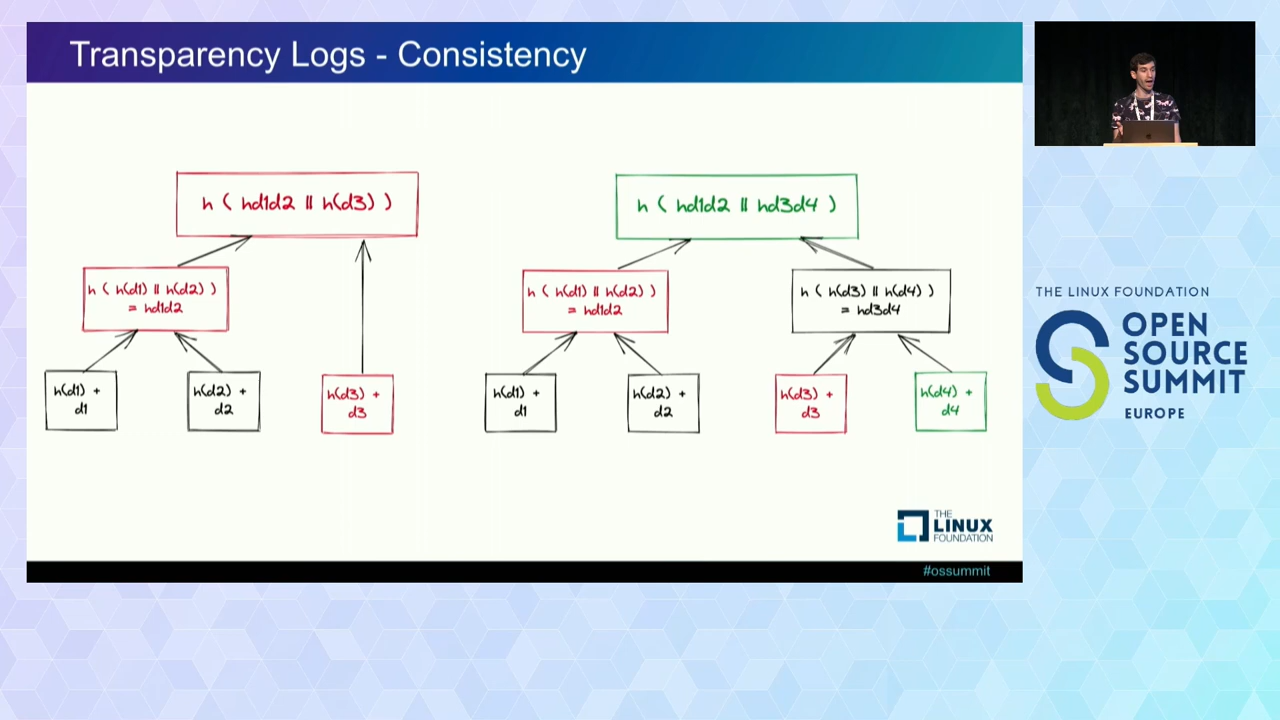 Transparency Logs - Consistency
h ( hd1d2 || h(d3) )
h ( h(d1) || h(d2) )
= hd1d2
h(d1) +
d1
h(d2) +
d2
h(d3) +
d3
h ( hd1d2 || hd3d4 )
h ( h(d1) || h(d2) )
= hd1d2
h ( h(d3) || h(d4) )
= hd3d4
h(d1) +
d1
h(d2) +
d2
h(d3) +
d3
h(d4) +
d4
THE
LINUX
FOUNDATION
#ossummit
THE LINUX FOUNDATION
OPEN
SOURCE
SUMMIT
EUROPE